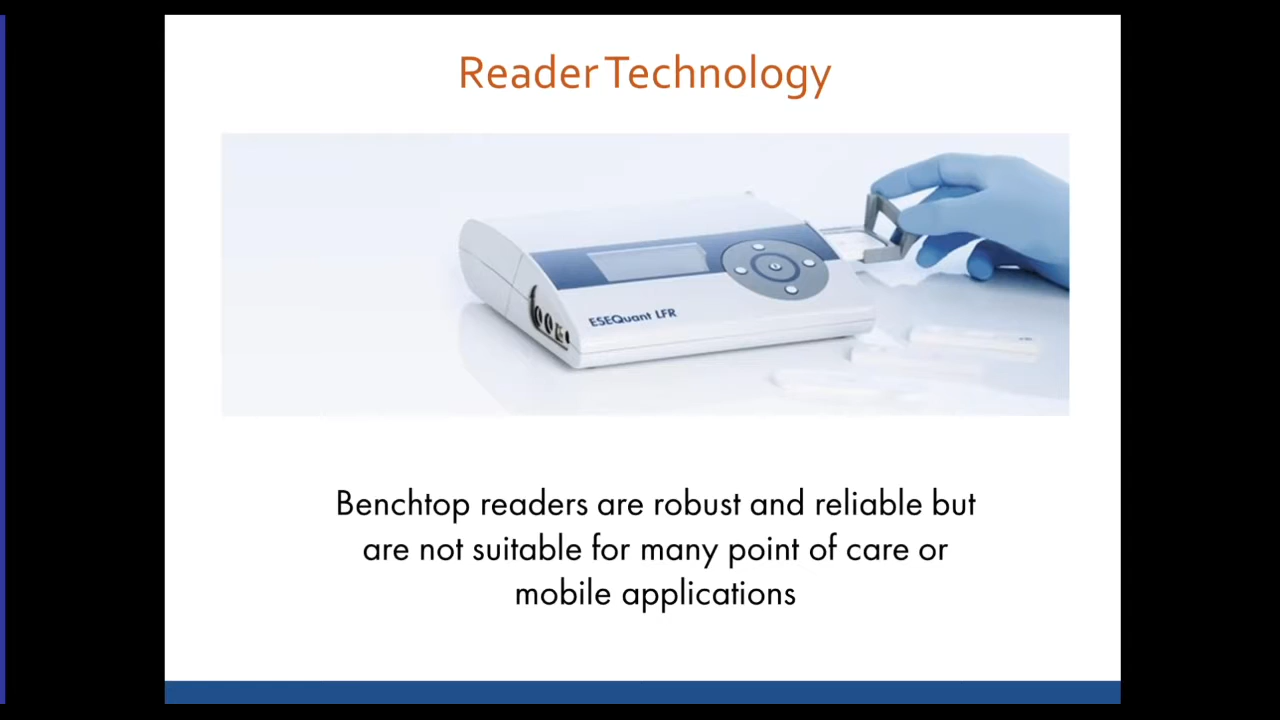 Reader Technology
ESEQuant LFR
Benchtop readers are robust and reliable but
are not suitable for many point of care or
mobile applications